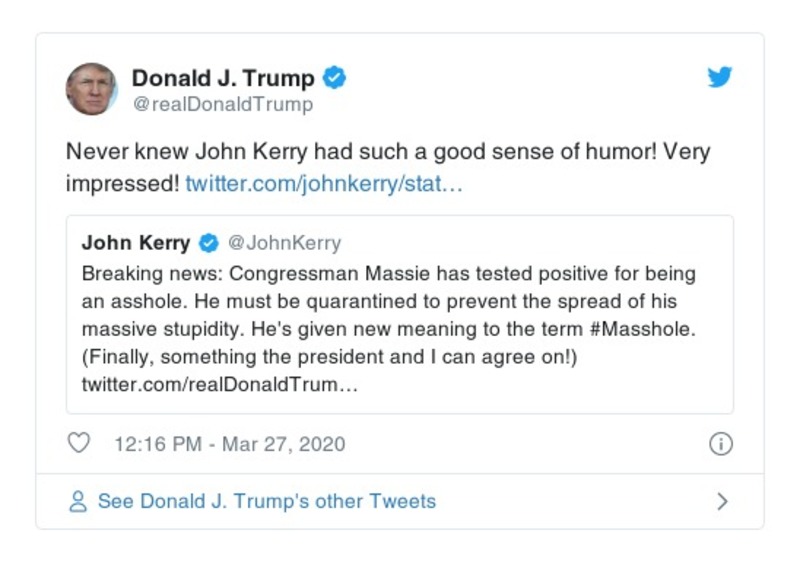 Donald J. Trump
@realDonaldTrump
Never knew John Kerry had such a good sense of humor! Very
impressed! twitter.com/johnkerry/stat…
John Kerry @JohnKerry
Breaking news: Congressman Massie has tested positive for being
an asshole. He must be quarantined to prevent the spread of his
massive stupidity. He's given new meaning to the term #Masshole.
(Finally, something the president and I can agree on!)
twitter.com/realDonaldTrum…
12:16 PM - Mar 27, 2020
See Donald J. Trump's other Tweets